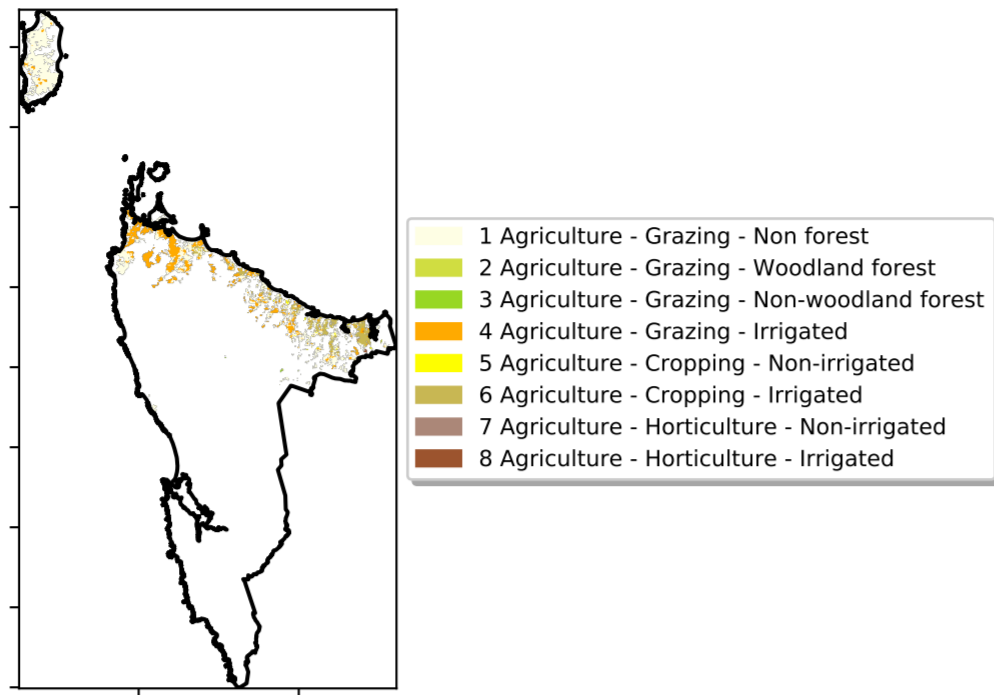 1 Agriculture - Grazing - Non forest
2 Agriculture - Grazing - Woodland forest
3 Agriculture - Grazing - Non-woodland forest
4 Agriculture - Grazing - Irrigated
5 Agriculture - Cropping - Non-irrigated
6 Agriculture - Cropping - Irrigated
7 Agriculture - Horticulture - Non-irrigated
8 Agriculture - Horticulture - Irrigated